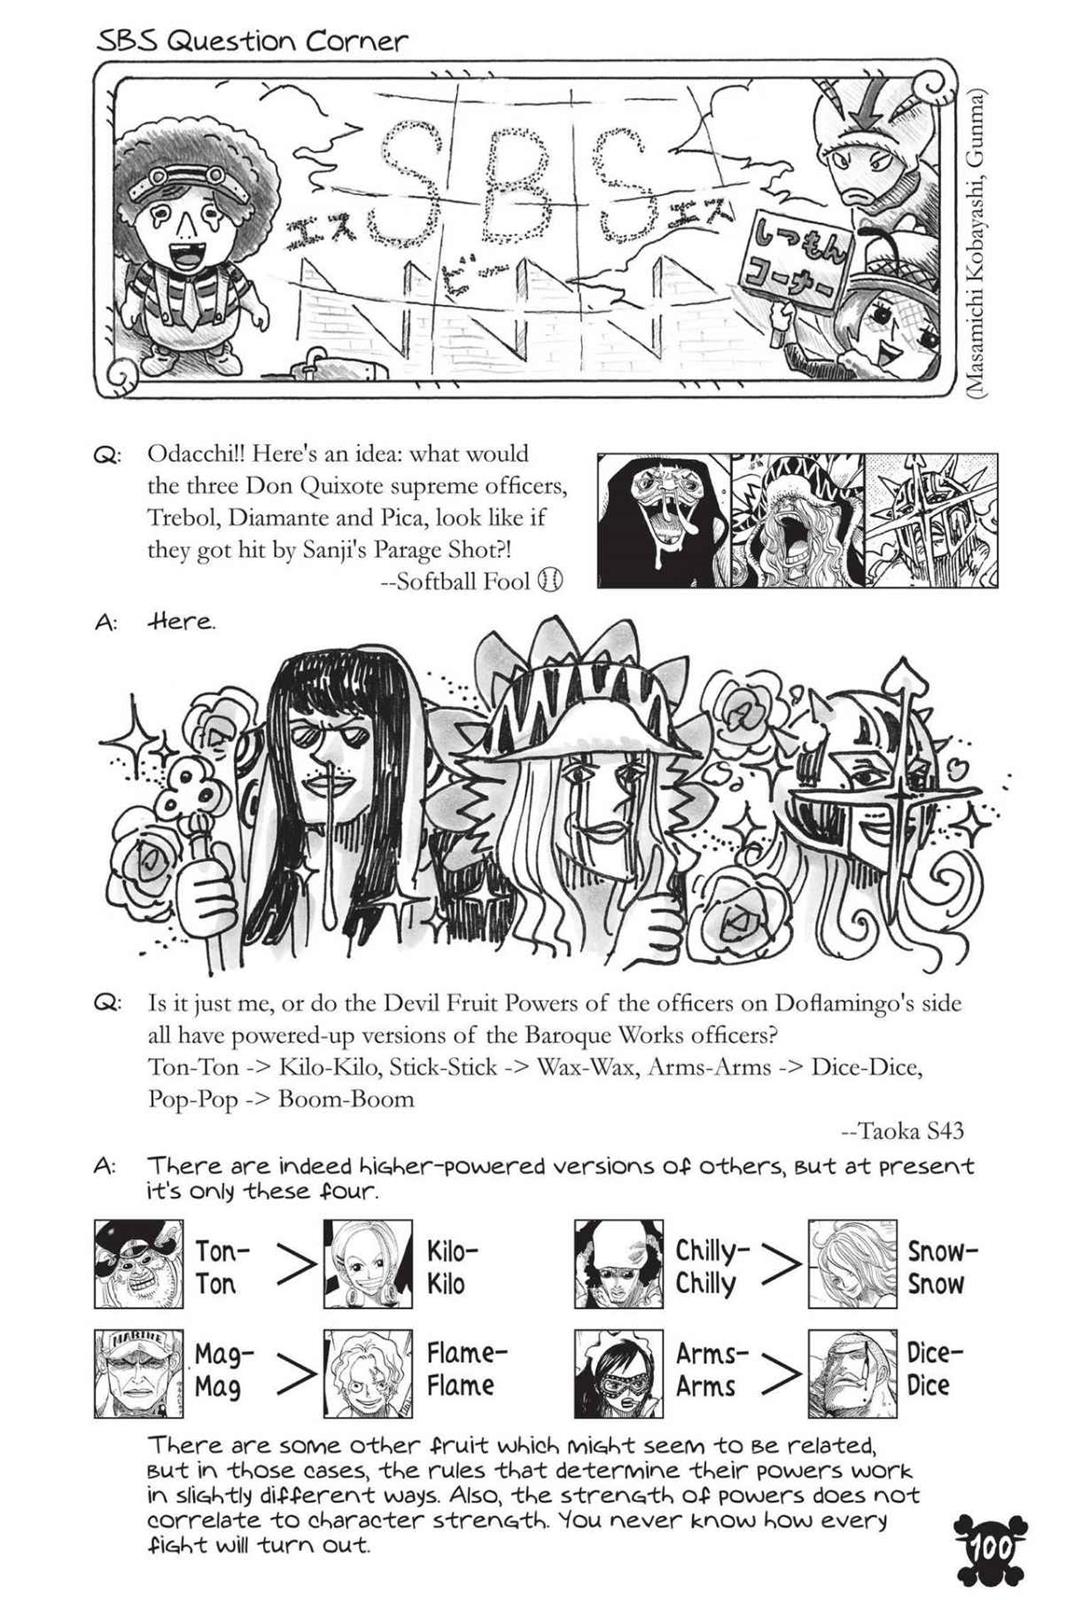 SBS Question Corner
SBS
エス
ビー
エス
しつもん
コーナー
(Masamichi Kobayashi, Gunma)
Q: Odacchi!! Here's an idea: what would
the three Don Quixote supreme officers,
Trebol, Diamante and Pica, look like if
they got hit by Sanji's Parage Shot?!
--Softball Fool
A: Here.
Q: Is it just me, or do the Devil Fruit Powers of the officers on Doflamingo's side
all have powered-up versions of the Baroque Works officers?
Ton-Ton -> Kilo-Kilo, Stick-Stick -> Wax-Wax, Arms-Arms -> Dice-Dice,
Pop-Pop -> Boom-Boom
--Taoka S43
A: There are indeed higher-powered versions of others, but at present
it's only these four.
Ton-
Ton
>
Kilo-
Kilo
Chilly-
Chilly
>
Snow-
Snow
MARINE
Mag-
Mag
>
Flame-
Flame
Arms-
Arms
>
Dice-
Dice
There are some other fruit which might seem to be related,
but in those cases, the rules that determine their powers work
in slightly different ways. Also, the strength of powers does not
correlate to character strength. You never know how every
fight will turn out.
100